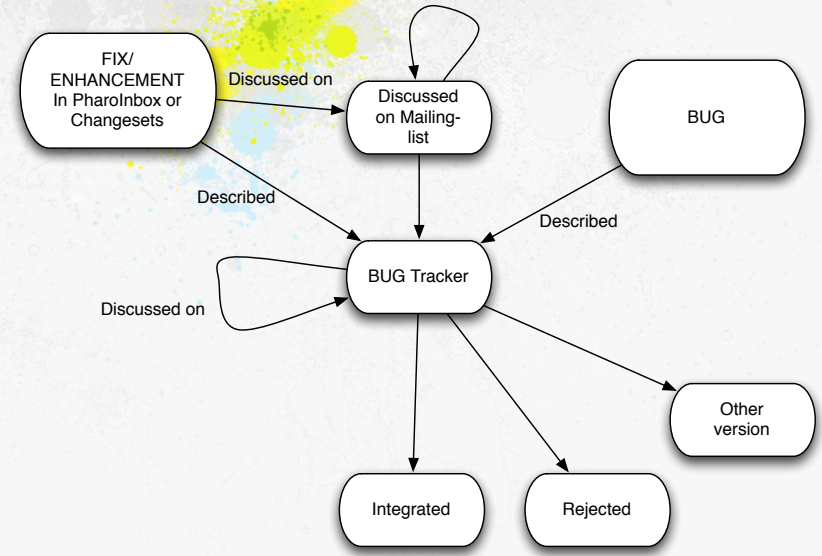 FIX/
ENHANCEMENT
In PharoInbox or
Changesets
Discussed on
Discussed
on Mailing-
list
BUG
Described
Described
BUG Tracker
Discussed on
Other
version
Integrated
Rejected